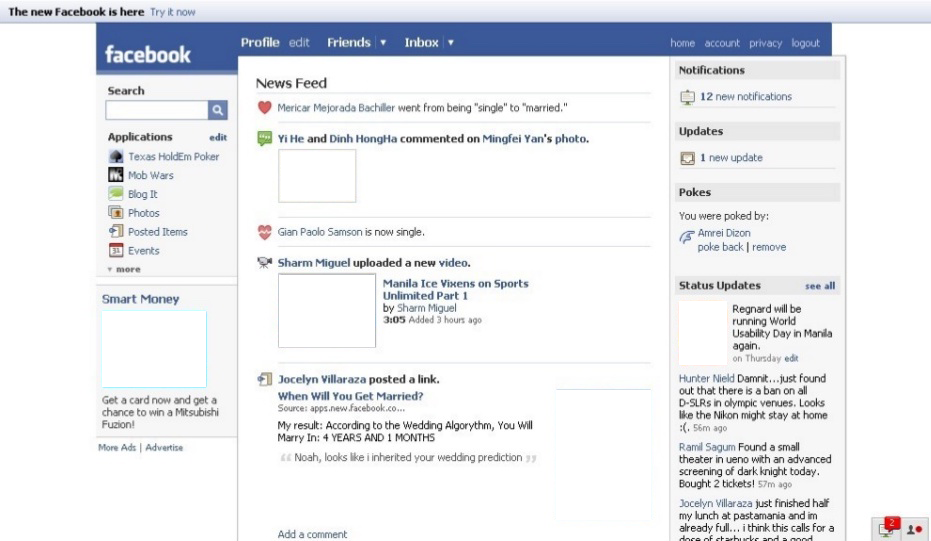 The new Facebook is here Try it now
facebook
Profile edit Friends Inbox
home account privacy logout
Search
Applications edit
Texas HoldEm Poker
Mob Wars
Blog It
Photos
Posted Items
31 Events
more
Smart Money
Get a card now and get a
chance to win a Mitsubishi
Fuzion!
More Ads | Advertise
News Feed
Mericar Mejorada Bachiller went from being "single" to "married."
Yi He and Dinh HongHa commented on Mingfei Yan's photo.
Gian Paolo Samson is now single.
Sharm Miguel uploaded a new video.
Manila Ice Vixens on Sports
Unlimited Part 1
by Sharm Miguel
3:05 Added 3 hours ago
Jocelyn Villaraza posted a link.
When Will You Get Married?
Source: apps.new.facebook.co...
My result: According to the Wedding Algorythm, You Will
Marry In: 4 YEARS AND 1 MONTHS
“ Noah, looks like i inherited your wedding prediction ”
Add a comment
Notifications
12 new notifications
Updates
1 new update
Pokes
You were poked by:
Amrei Dizon
poke back | remove
Status Updates see all
Regnard will be
running World
Usability Day in Manila
again.
on Thursday edit
Hunter Nield Damnit...just found
out that there is a ban on all
D-SLRs in olympic venues. Looks
like the Nikon might stay at home
:(. 56m ago
Ramil Sagum Found a small
theater in ueno with an advanced
screening of dark knight today.
Bought 2 tickets! 57m ago
Jocelyn Villaraza just finished half
my lunch at pastamania and im
already full... i think this calls for a
dose of starbucks and a good
2
1